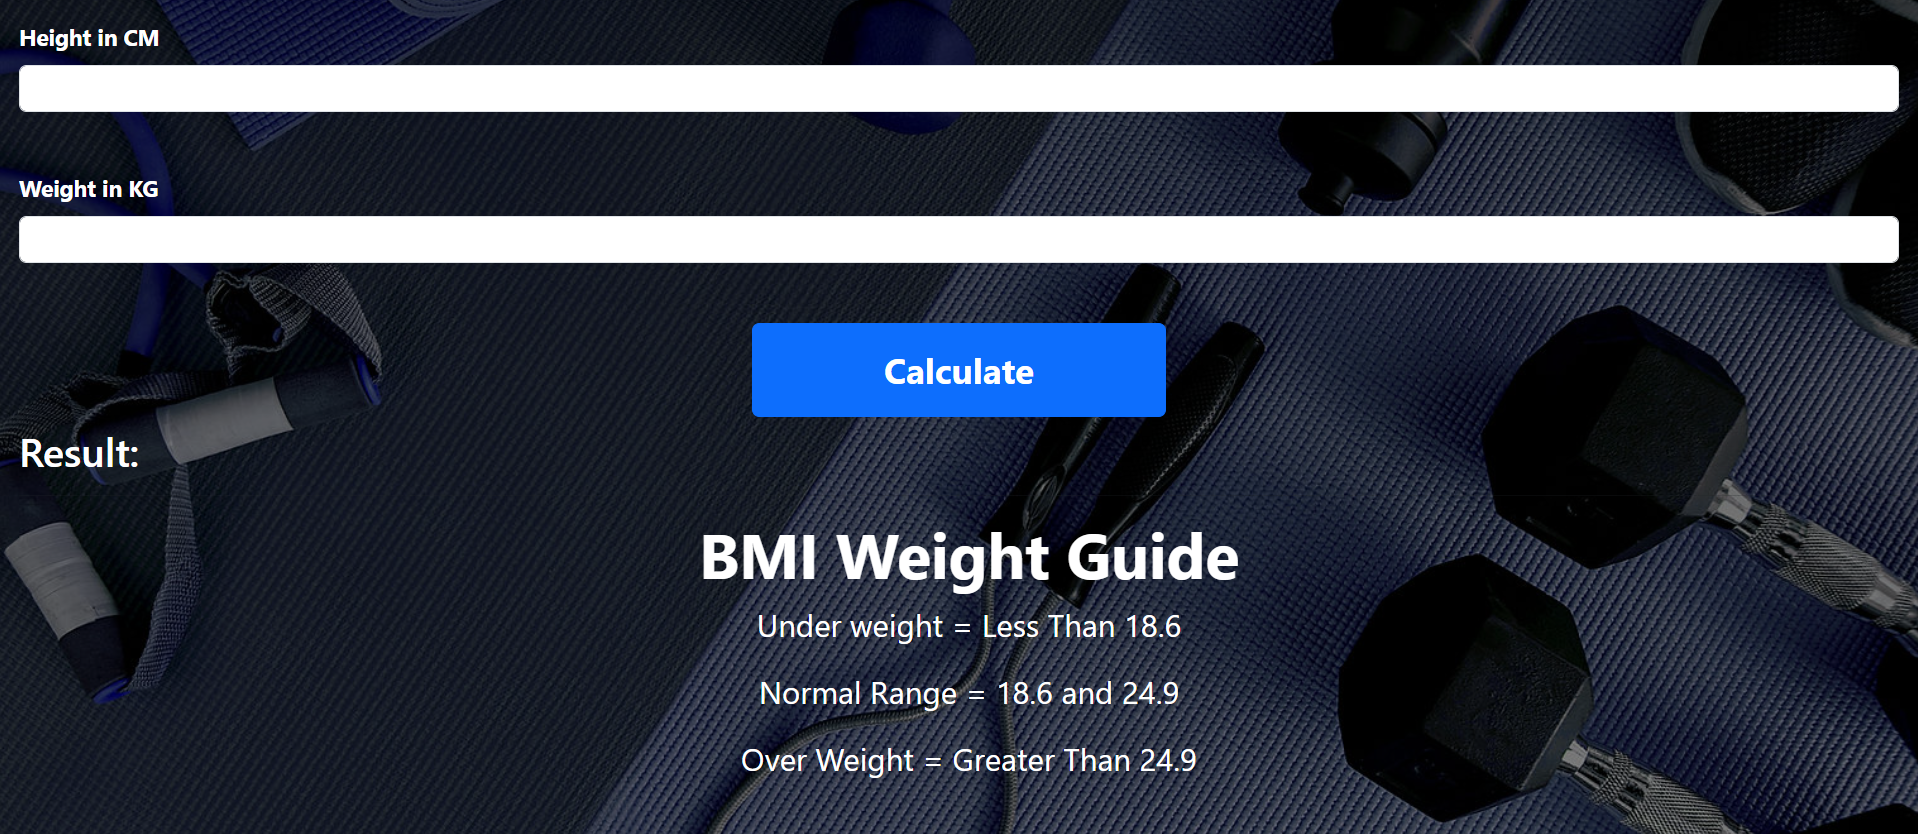 Height in CM
Weight in KG
Calculate
Result:
BMI Weight Guide
Under weight = Less Than 18.6
Normal Range = 18.6 and 24.9
Over Weight = Greater Than 24.9